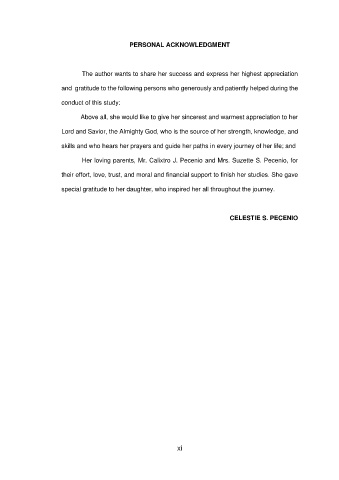 PERSONAL ACKNOWLEDGMENT
The author wants to share her success and express her highest appreciation
and gratitude to the following persons who generously and patiently helped during the
conduct of this study:
Above all, she would like to give her sincerest and warmest appreciation to her
Lord and Savior, the Almighty God, who is the source of her strength, knowledge, and
skills and who hears her prayers and guide her paths in every journey of her life; and
Her loving parents, Mr. Calixtro J. Pecenio and Mrs. Suzette S. Pecenio, for
their effort, love, trust, and moral and financial support to finish her studies. She gave
special gratitude to her daughter, who inspired her all throughout the journey.
CELESTIE S. PECENIO
xi